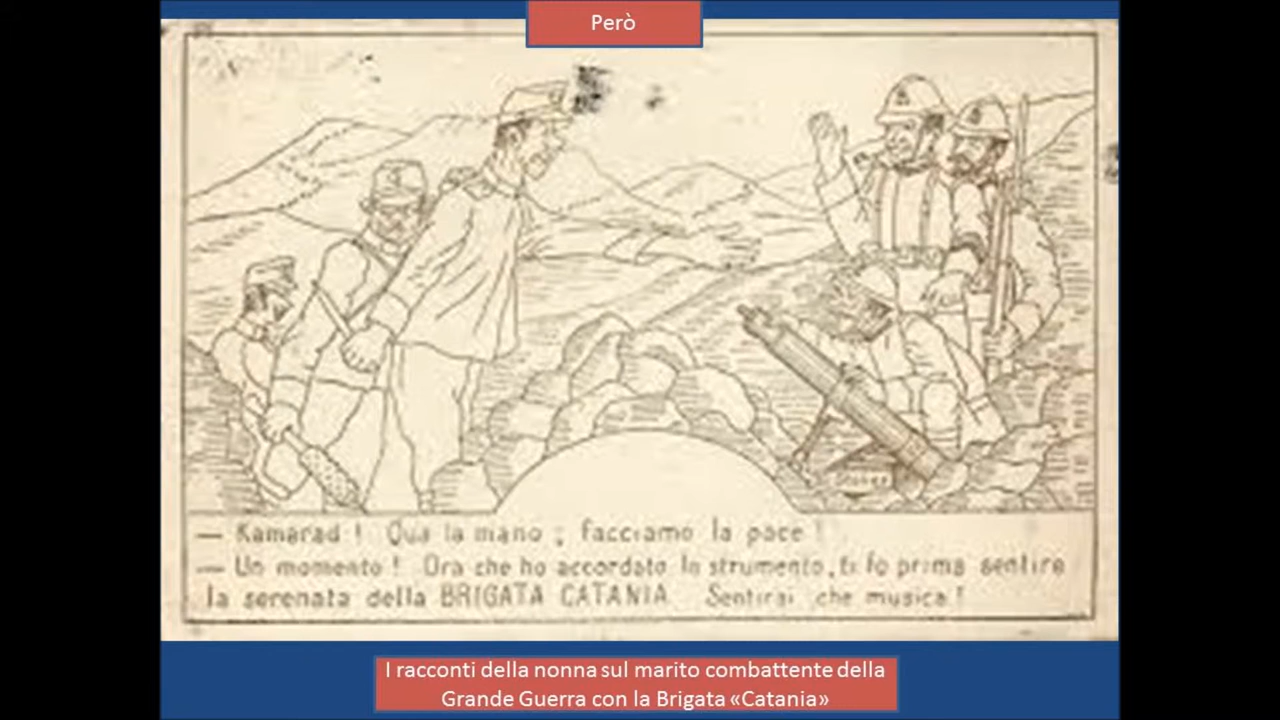 Però
— Kamarad! Qua la mano; facciamo la pace!
— Un momento! Ora che ho accordato lo strumento, ti fo prima sentire
la serenata della BRIGATA CATANIA. Sentirai che musica!
I racconti della nonna sul marito combattente della
Grande Guerra con la Brigata «Catania»